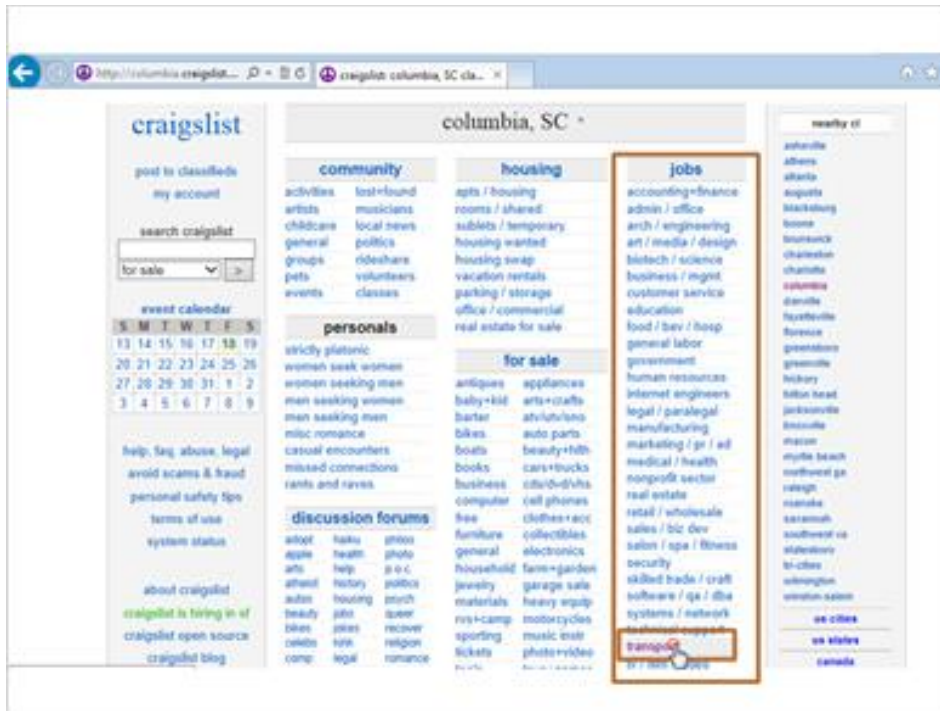 craigslist: columbia, SC cla...
craigslist
post to classifieds
my account
search craigslist
for sale
>
event calendar
S M T W T F S
13 14 15 16 17 18 19
20 21 22 23 24 25 26
27 28 29 30 31 1 2
3 4 5 6 7 8 9
help, faq, abuse, legal
avoid scams & fraud
personal safety tips
terms of use
system status
about craigslist
craigslist is hiring in sf
craigslist open source
craigslist blog
columbia, SC
community
activities lost+found
artists musicians
childcare local news
general politics
groups rideshare
pets volunteers
events classes
personals
strictly platonic
women seek women
women seeking men
men seeking women
men seeking men
misc romance
casual encounters
missed connections
rants and raves
discussion forums
adopt haiku philos
apple health photo
arts help p.o.c.
atheist history politics
autos housing psych
beauty jobs queer
bikes jokes recover
celebs kink religion
comp legal romance
housing
apts / housing
rooms / shared
sublets / temporary
housing wanted
housing swap
vacation rentals
parking / storage
office / commercial
real estate for sale
for sale
antiques appliances
baby+kid arts+crafts
barter atv/utv/sno
bikes auto parts
boats beauty+hlth
books cars+trucks
business cds/dvd/vhs
computer cell phones
free clothes+acc
furniture collectibles
general electronics
household farm+garden
jewelry garage sale
materials heavy equip
rvs+camp motorcycles
sporting music instr
tickets photo+video
jobs
accounting+finance
admin / office
arch / engineering
art / media / design
biotech / science
business / mgmt
customer service
education
food / bev / hosp
general labor
government
human resources
internet engineers
legal / paralegal
manufacturing
marketing / pr / ad
medical / health
nonprofit sector
real estate
retail / wholesale
sales / biz dev
salon / spa / fitness
security
skilled trade / craft
software / qa / dba
systems / network
technical support
transport
nearby cl
asheville
athens
atlanta
augusta
blacksburg
boone
brunswick
charleston
charlotte
columbia
danville
fayetteville
florence
greensboro
greenville
hickory
hilton head
jacksonville
knoxville
macon
myrtle beach
northwest ga
raleigh
roanoke
savannah
southwest va
statesboro
tri-cities
wilmington
winston-salem
us cities
us states
canada